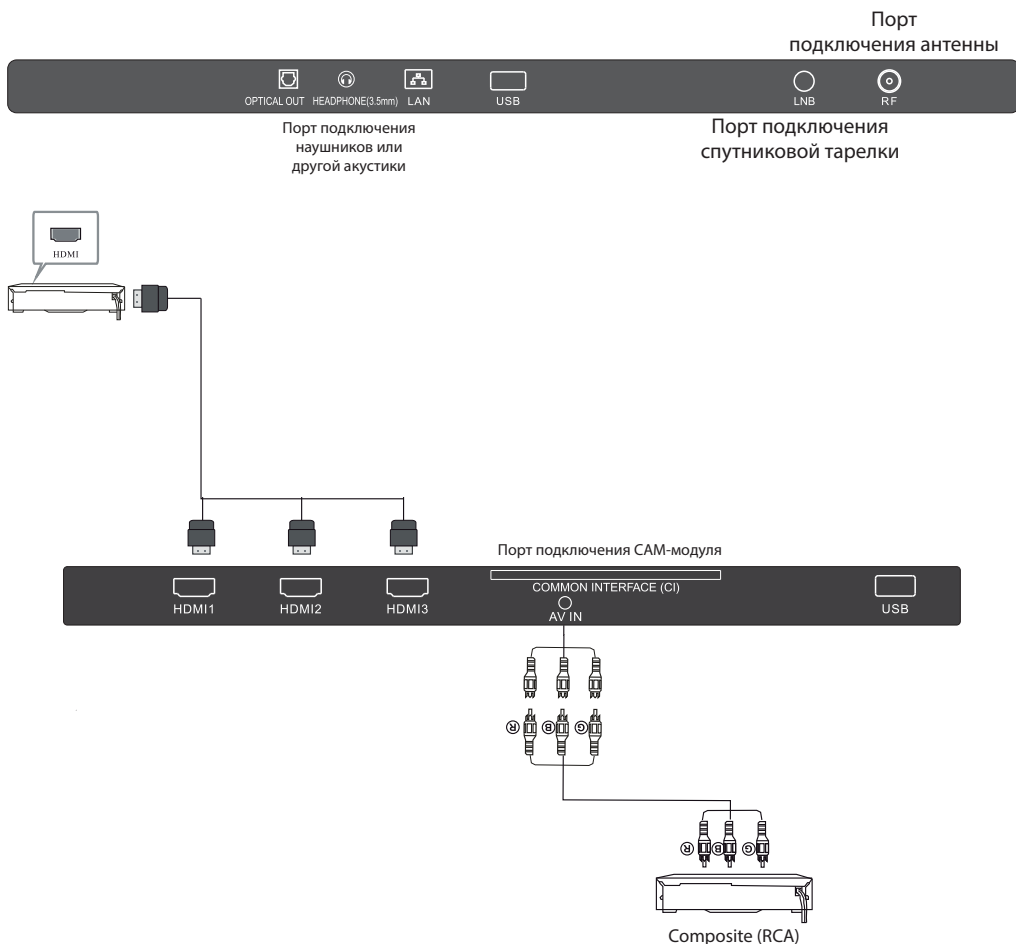 Порт
подключения антенны
OPTICAL OUT HEADPHONE(3.5mm) LAN USB LNB RF
Порт подключения
наушников или
другой акустики
Порт подключения
спутниковой тарелки
HDMI
Порт подключения CAM-модуля
COMMON INTERFACE (CI)
HDMI1 HDMI2 HDMI3 AV IN USB
R B G
R B G
Composite (RCA)